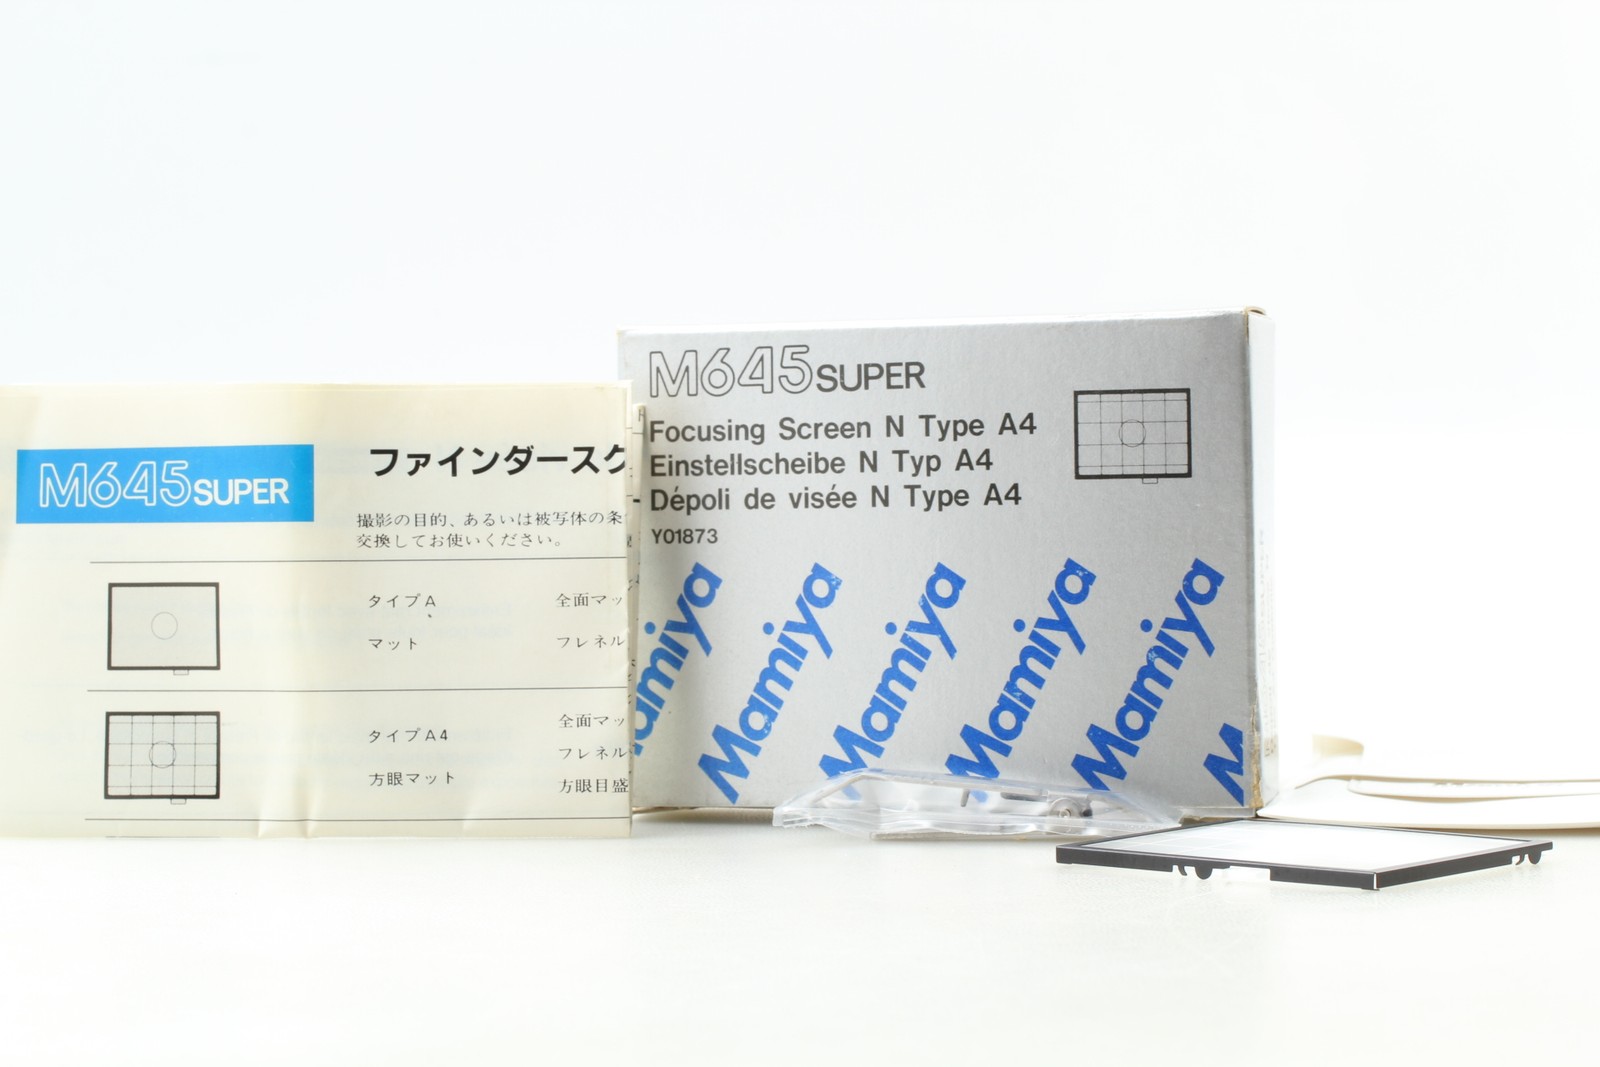 M645 SUPER
ファインダースク
撮影の目的、あるいは被写体の条
交換してお使いください。
タイプA
全面マッ
マット
フレネル
タイプA4
全面マッ
フレネル
方眼マット
方眼目盛
M645 SUPER
Focusing Screen N Type A4
Einstellscheibe N Typ A4
Dépoli de visée N Type A4
Y01873
Mamiya
Mamiya
Mamiya
Mamiya
Mamiya